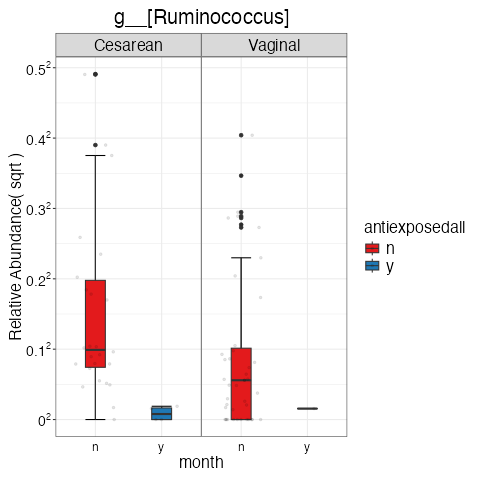 g__[Ruminococcus]
Cesarean
Vaginal
Relative Abundance( sqrt )
0.5²
0.4²
0.3²
0.2²
0.1²
0²
n
y
n
y
month
antiexposedall
n
y